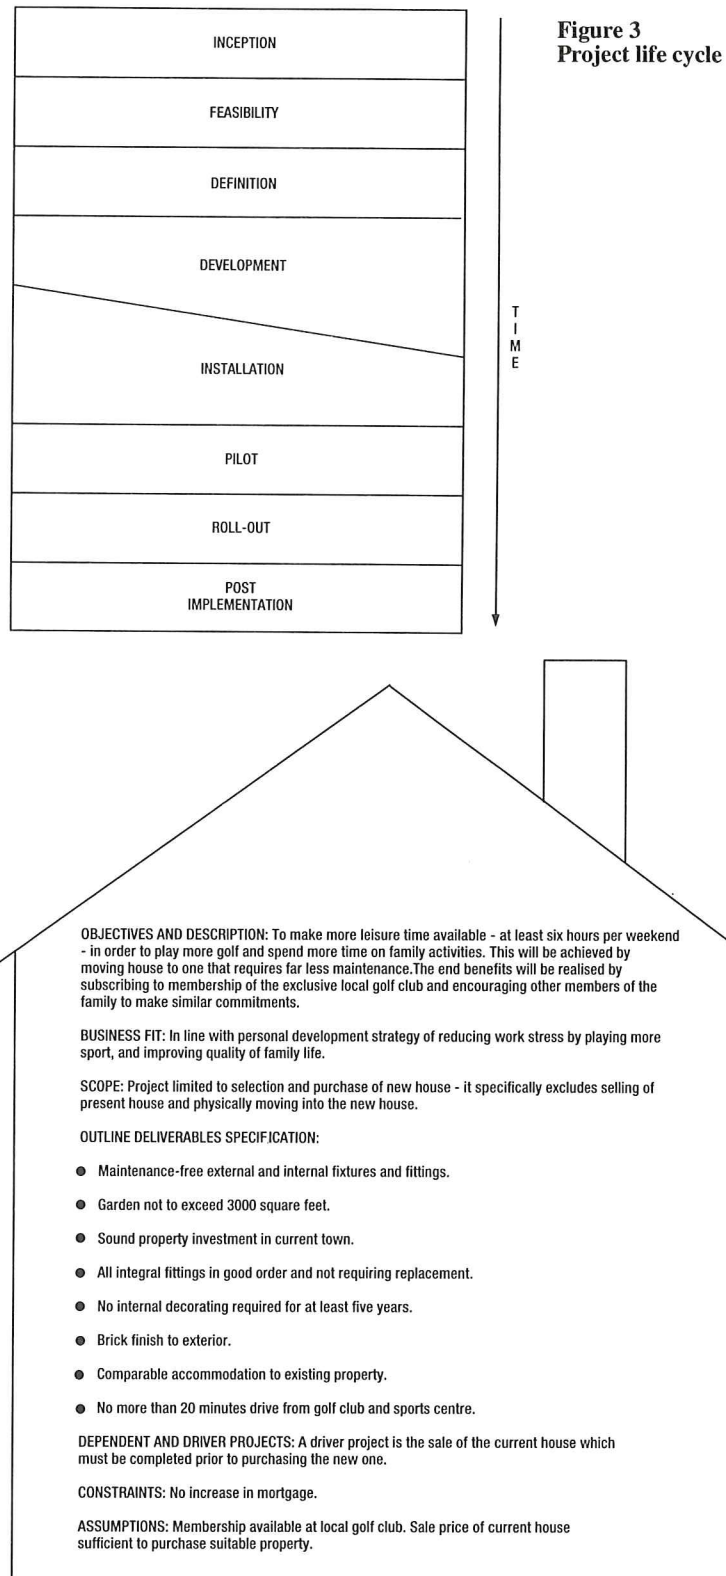 Figure 3
Project life cycle
INCEPTION
FEASIBILITY
DEFINITION
DEVELOPMENT
INSTALLATION
PILOT
ROLL-OUT
POST
IMPLEMENTATION
T
I
M
E
OBJECTIVES AND DESCRIPTION: To make more leisure time available - at least six hours per weekend
- in order to play more golf and spend more time on family activities. This will be achieved by
moving house to one that requires far less maintenance.The end benefits will be realised by
subscribing to membership of the exclusive local golf club and encouraging other members of the
family to make similar commitments.
BUSINESS FIT: In line with personal development strategy of reducing work stress by playing more
sport, and improving quality of family life.
SCOPE: Project limited to selection and purchase of new house - it specifically excludes selling of
present house and physically moving into the new house.
OUTLINE DELIVERABLES SPECIFICATION:
● Maintenance-free external and internal fixtures and fittings.
● Garden not to exceed 3000 square feet.
● Sound property investment in current town.
● All integral fittings in good order and not requiring replacement.
● No internal decorating required for at least five years.
● Brick finish to exterior.
● Comparable accommodation to existing property.
● No more than 20 minutes drive from golf club and sports centre.
DEPENDENT AND DRIVER PROJECTS: A driver project is the sale of the current house which
must be completed prior to purchasing the new one.
CONSTRAINTS: No increase in mortgage.
ASSUMPTIONS: Membership available at local golf club. Sale price of current house
sufficient to purchase suitable property.